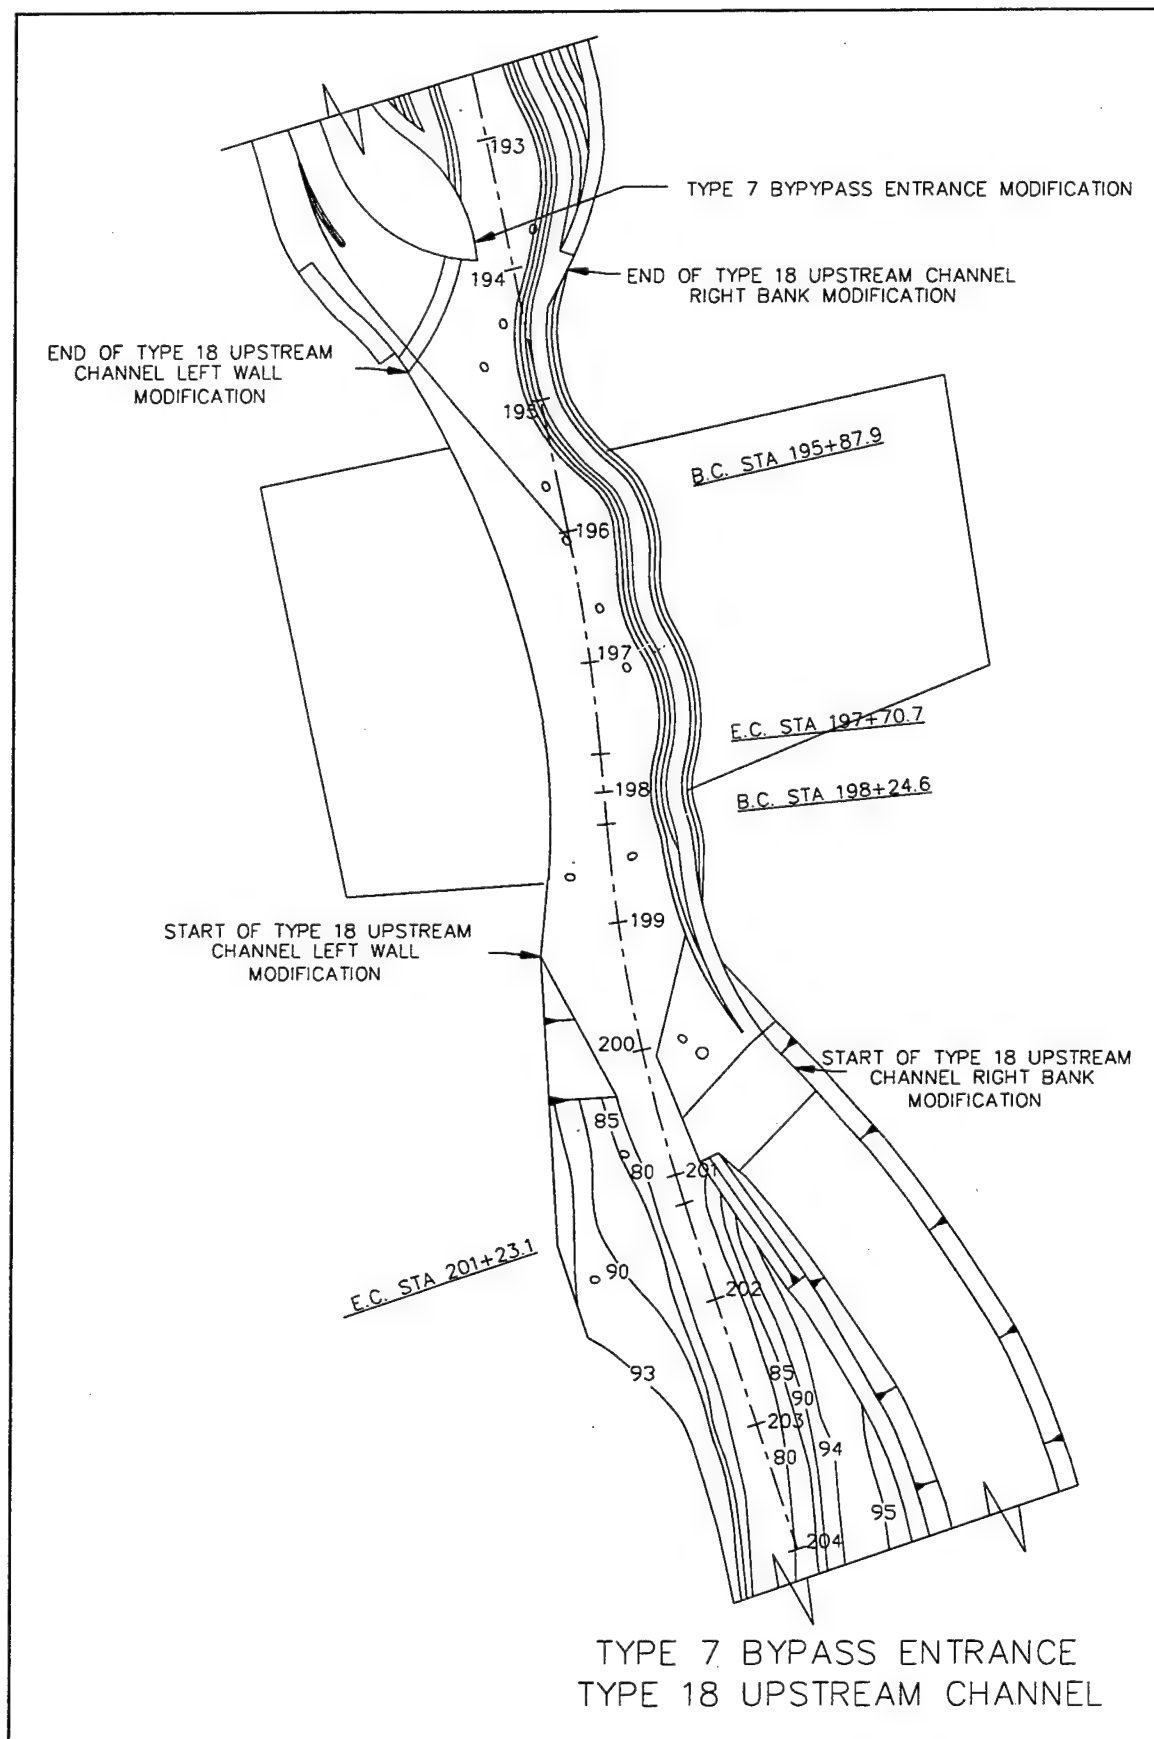 193
TYPE 7 BYPYPASS ENTRANCE MODIFICATION
194
END OF TYPE 18 UPSTREAM CHANNEL
RIGHT BANK MODIFICATION
END OF TYPE 18 UPSTREAM
CHANNEL LEFT WALL
MODIFICATION
195
B.C. STA 195+87.9
196
197
E.C. STA 197+70.7
198
B.C. STA 198+24.6
199
START OF TYPE 18 UPSTREAM
CHANNEL LEFT WALL
MODIFICATION
200
START OF TYPE 18 UPSTREAM
CHANNEL RIGHT BANK
MODIFICATION
85
80
201
E.C. STA 201+23.1
90
202
93
85
90
203
94
80
95
204
TYPE 7 BYPASS ENTRANCE
TYPE 18 UPSTREAM CHANNEL